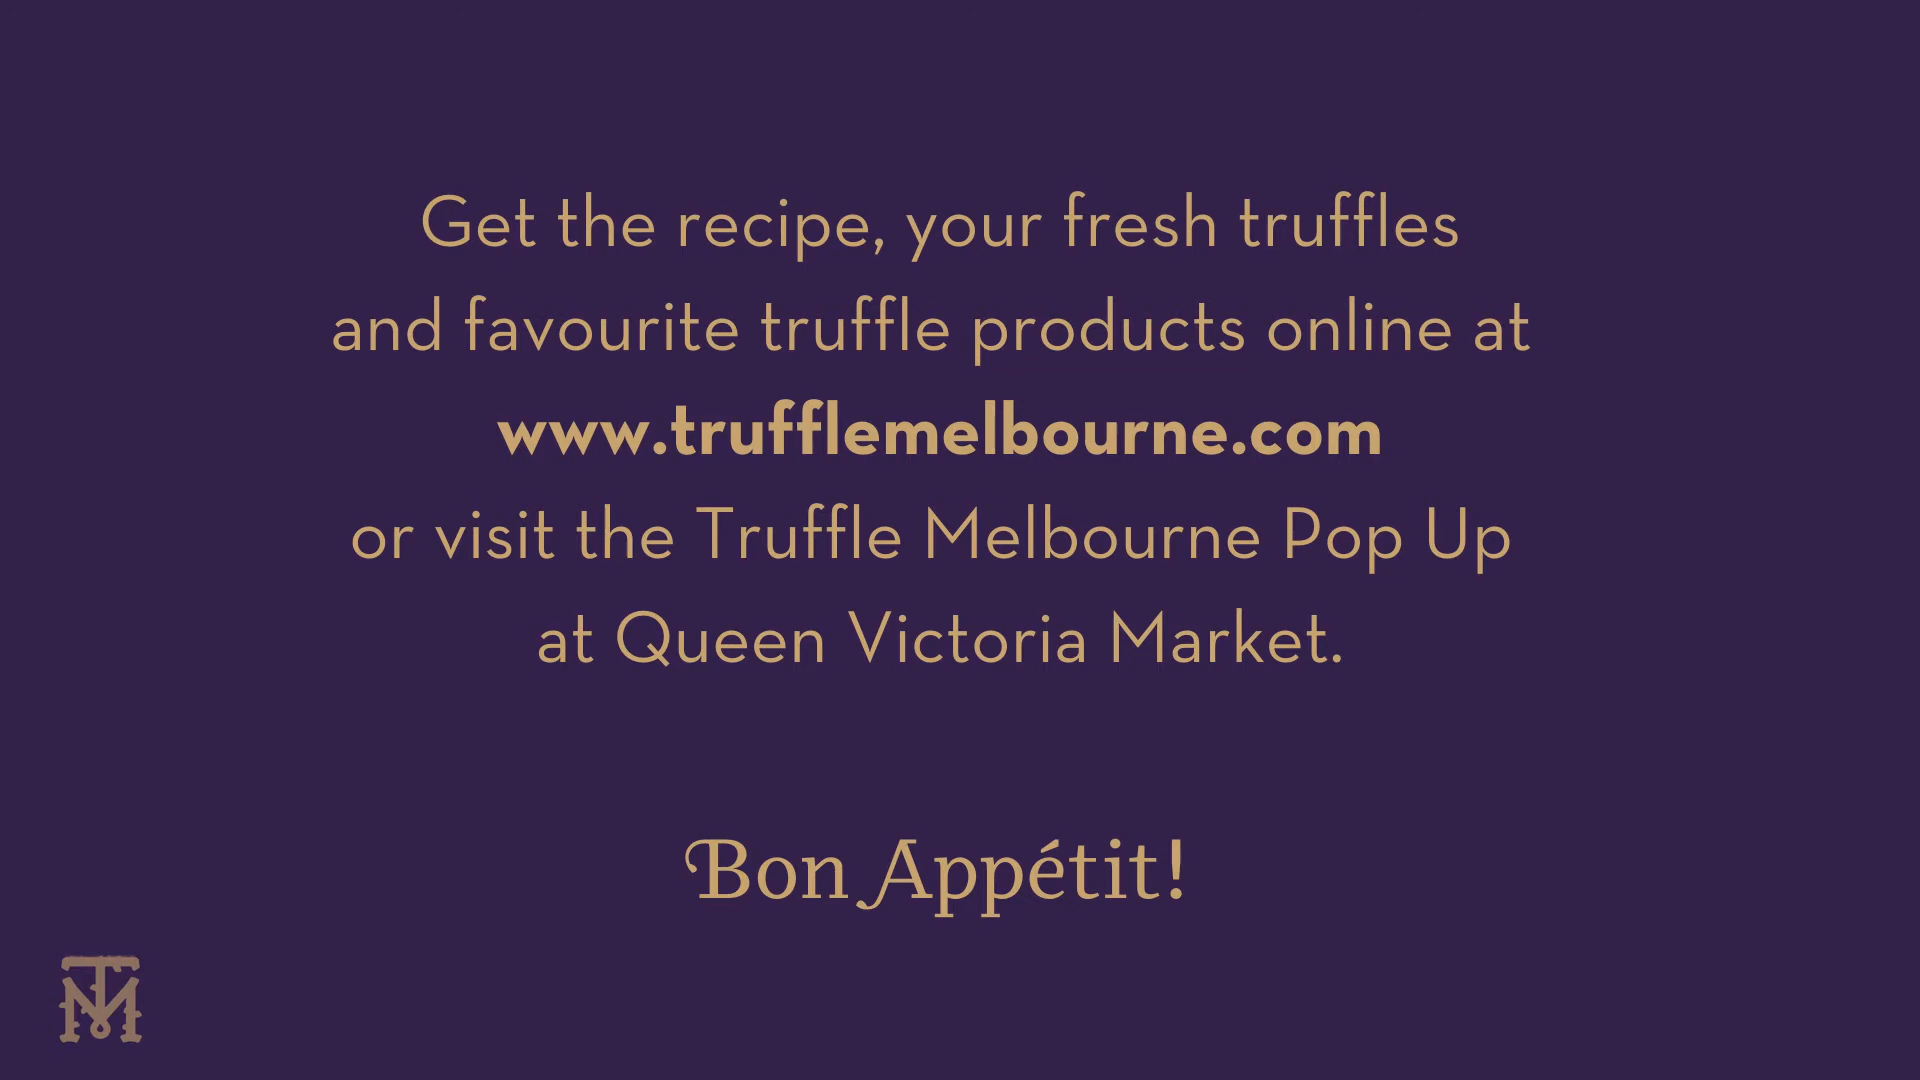 Get the recipe, your fresh truffles
and favourite truffle products online at
www.trufflemelbourne.com
or visit the Truffle Melbourne Pop Up
at Queen Victoria Market.
Bon Appétit!
TM